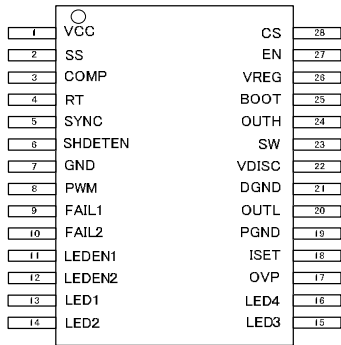 1 VCC CS 28
2 SS EN 27
3 COMP VREG 26
4 RT BOOT 25
5 SYNC OUTH 24
6 SHDETEN SW 23
7 GND VDISC 22
8 PWM DGND 21
9 FAIL1 OUTL 20
10 FAIL2 PGND 19
11 LEDEN1 ISET 18
12 LEDEN2 OVP 17
13 LED1 LED4 16
14 LED2 LED3 15